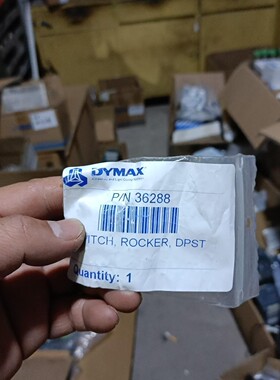 DYMAX
P/N 36288
ITCH, ROCKER, DPST
Quantity: 1